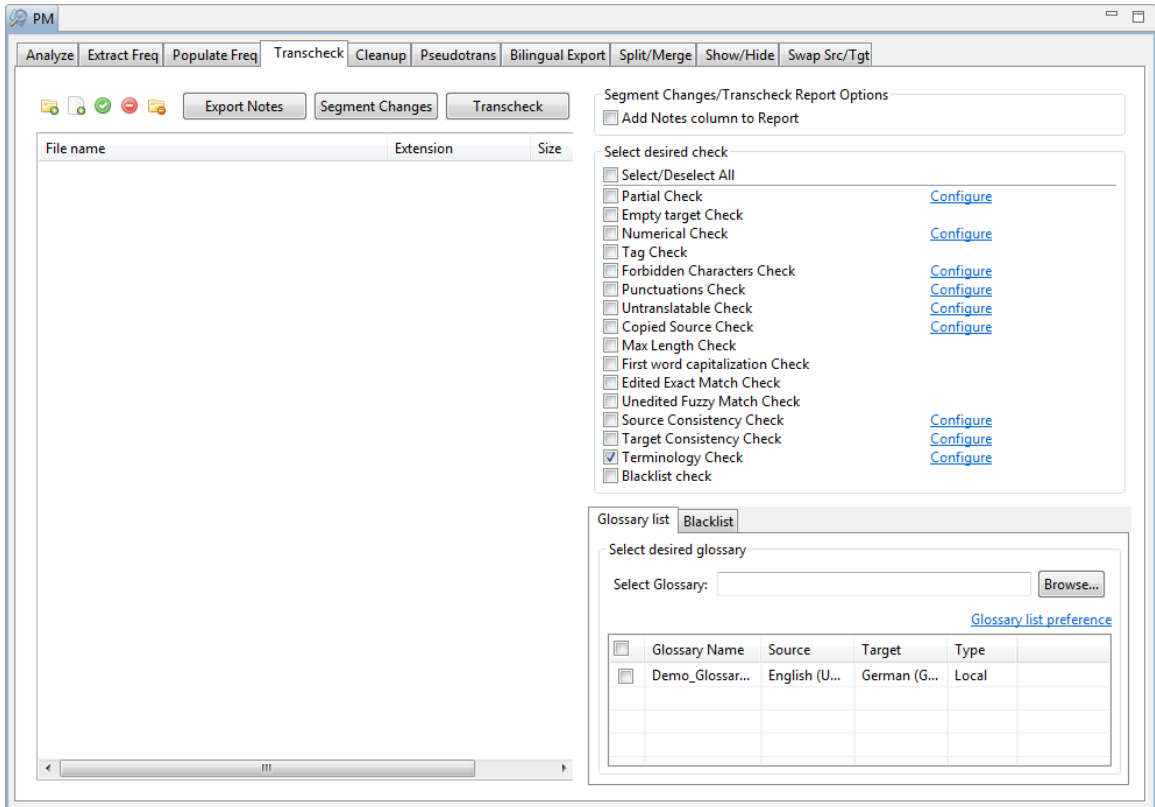 PM
Analyze Extract Freq Populate Freq Transcheck Cleanup Pseudotrans Bilingual Export Split/Merge Show/Hide Swap Src/Tgt
Export Notes Segment Changes Transcheck
File name Extension Size
Segment Changes/Transcheck Report Options
Add Notes column to Report
Select desired check
Select/Deselect All
Partial Check Configure
Empty target Check
Numerical Check Configure
Tag Check
Forbidden Characters Check Configure
Punctuations Check Configure
Untranslatable Check Configure
Copied Source Check Configure
Max Length Check
First word capitalization Check
Edited Exact Match Check
Unedited Fuzzy Match Check
Source Consistency Check Configure
Target Consistency Check Configure
Terminology Check Configure
Blacklist check
Glossary list Blacklist
Select desired glossary
Select Glossary: Browse...
Glossary list preference
Glossary Name Source Target Type
Demo_Glossar... English (U... German (G... Local